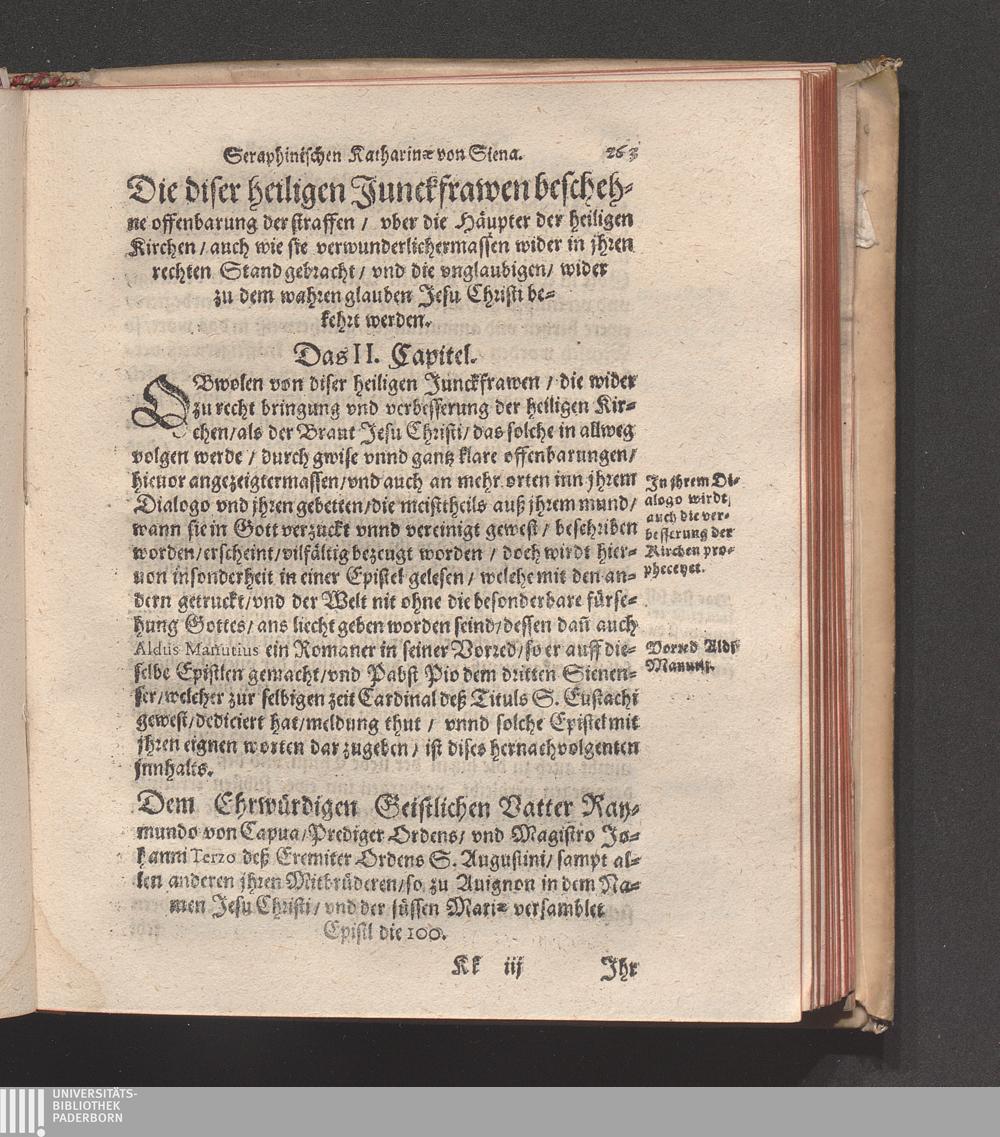 Seraphinischen Katharinæ von Siena. 263
Die diser heiligen Junckfrawen bescheh-
ne offenbarung der straffen / vber die Häupter der heiligen
Kirchen / auch wie sie verwunderlichermassen wider in jhren
rechten Stand gebracht / vnd die vnglaubigen / wider
zu dem wahren glauben Jesu Christi be-
kehrt werden.
Das II. Capitel.
OBwolen von diser heiligen Junckfrawen / die wider
zu recht bringung vnd verbesserung der heiligen Kir-
chen / als der Braut Jesu Christi / das solche in allweg
volgen werde / durch gwise vnnd gantz klare offenbarungen /
hieuor angezeigtermassen / vnd auch an mehr orten inn jhrem
Dialogo vnd jhren gebetten / die meisttheils auß jhrem mund /
wann sie in Gott verzuckt vnnd vereinigt gewest / beschriben
worden / erscheint / vilfältig bezeugt worden / doch wirdt hier-
uon insonderheit in einer Epistel gelesen / welche mit den an-
dern getruckt / vnd der Welt nit ohne die besonderbare fürse-
hung Gottes / ans liecht geben worden seind / dessen dañ auch
Aldus Manutius ein Romaner in seiner Vorred / so er auff die-
selbe Epistlen gemacht / vnd Pabst Pio dem dritten Sienen-
ser / welcher zur selbigen zeit Cardinal deß Tituls S. Eustachi
gewest / dediciert hat / meldung thut / vnnd solche Epistel mit
jhren eignen worten dar zugeben / ist dises hernachvolgenten
jnnhalts.
In jhrem Di-
alogo wirdt
auch die ver-
besserung der
Kirchen pro-
pheceyet.
Vorred Aldi
Manutij.
Dem Ehrwürdigen Geistlichen Vatter Ray-
mundo von Capua / Prediger Ordens / vnd Magistro Jo-
hanni Terzo deß Eremiter Ordens S. Augustini / sampt al-
len anderen jhren Mitbrüderen / so zu Auignon in dem Na-
men Jesu Christi / vnd der süssen Mariæ versamblet
Epistl die 100.
Kk iij Ihr
UNIVERSITÄTS-
BIBLIOTHEK
PADERBORN